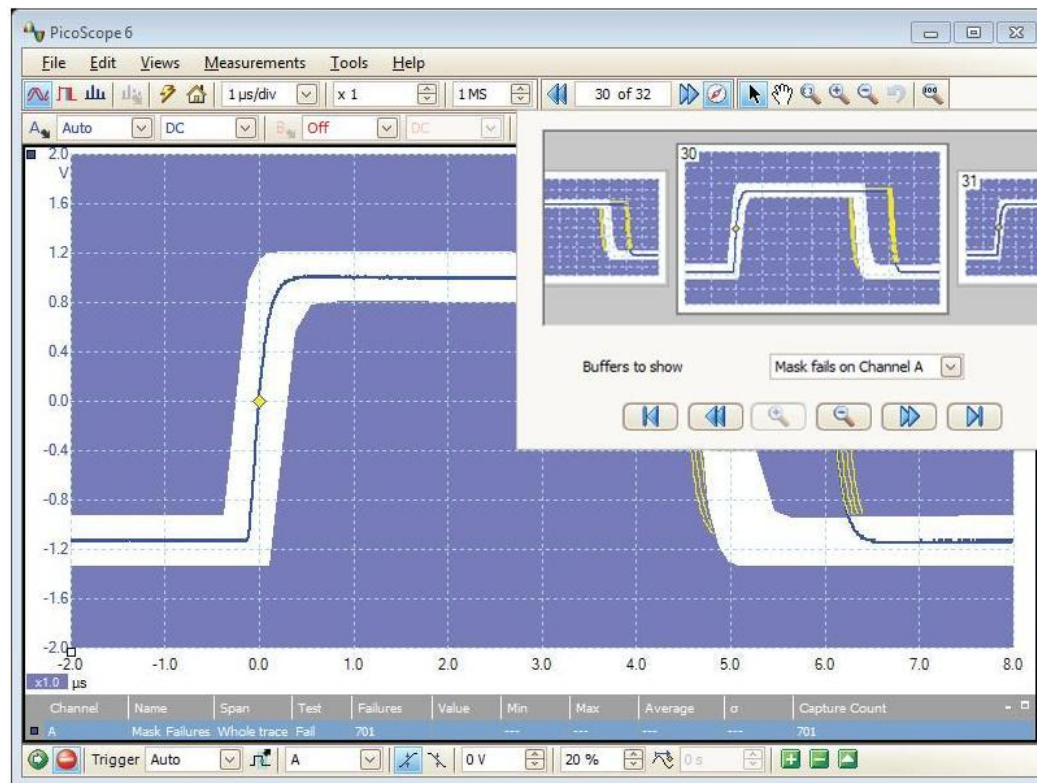 PicoScope 6
File Edit Views Measurements Tools Help
1 µs/div x 1 1 MS 30 of 32
A Auto DC B Off DC
2.0
V
1.6
1.2
0.8
0.4
0.0
-0.4
-0.8
-1.2
-1.6
-2.0
30
31
Buffers to show Mask fails on Channel A
-2.0 -1.0 0.0 1.0 2.0 3.0 4.0 5.0 6.0 7.0 8.0
x1.0 µs
Channel Name Span Test Failures Value Min Max Average σ Capture Count
A Mask Failures Whole trace Fail 701 --- --- --- --- 701
Trigger Auto A 0 V 20 % 0 s